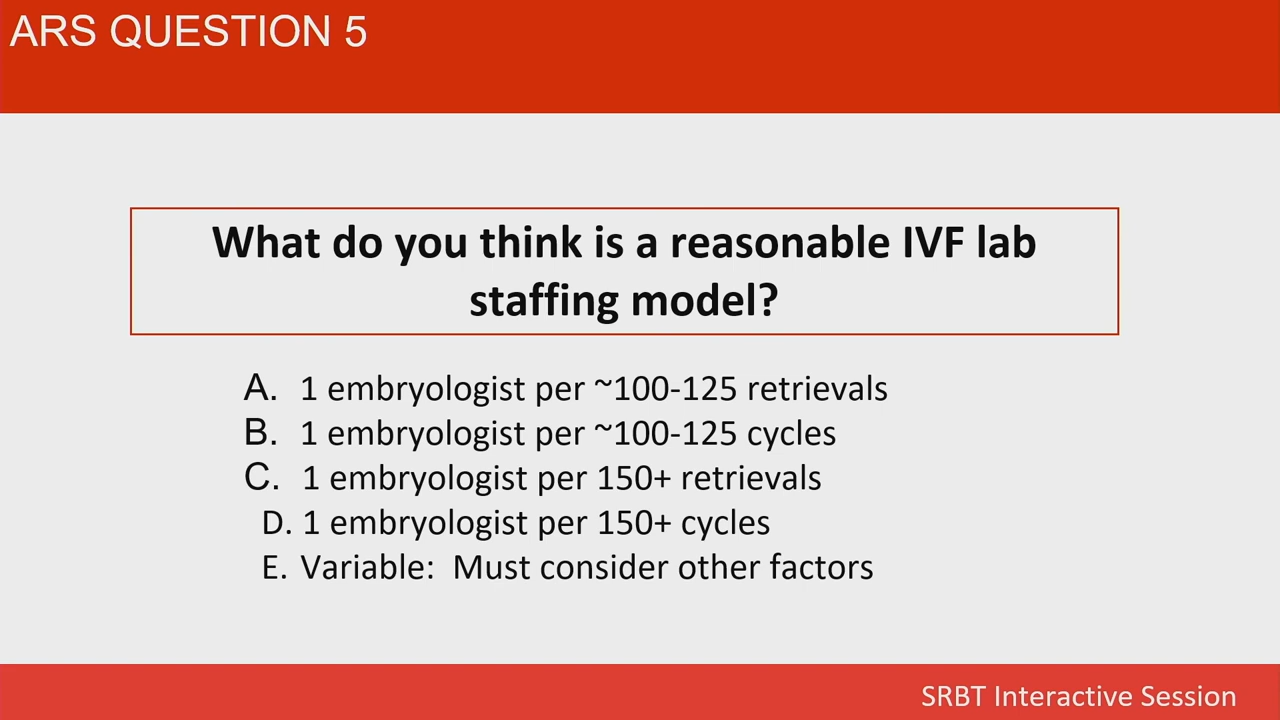 ARS QUESTION 5
What do you think is a reasonable IVF lab
staffing model?
A. 1 embryologist per ~100-125 retrievals
B. 1 embryologist per ~100-125 cycles
C. 1 embryologist per 150+ retrievals
D. 1 embryologist per 150+ cycles
E. Variable: Must consider other factors
SRBT Interactive Session